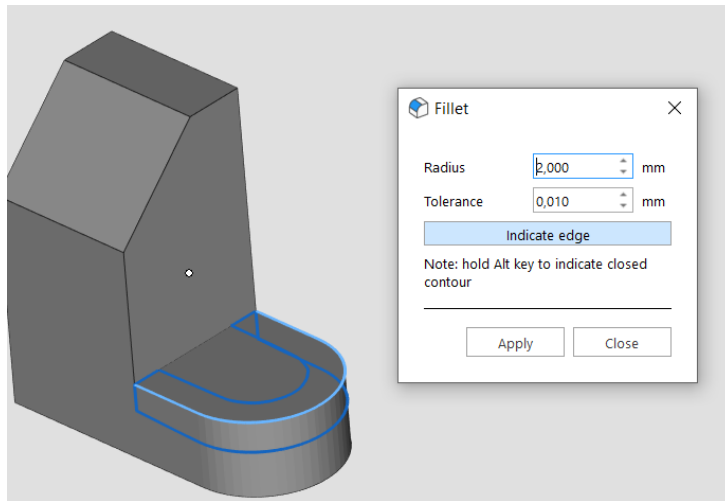 Fillet
Radius 2,000 mm
Tolerance 0,010 mm
Indicate edge
Note: hold Alt key to indicate closed
contour
Apply Close